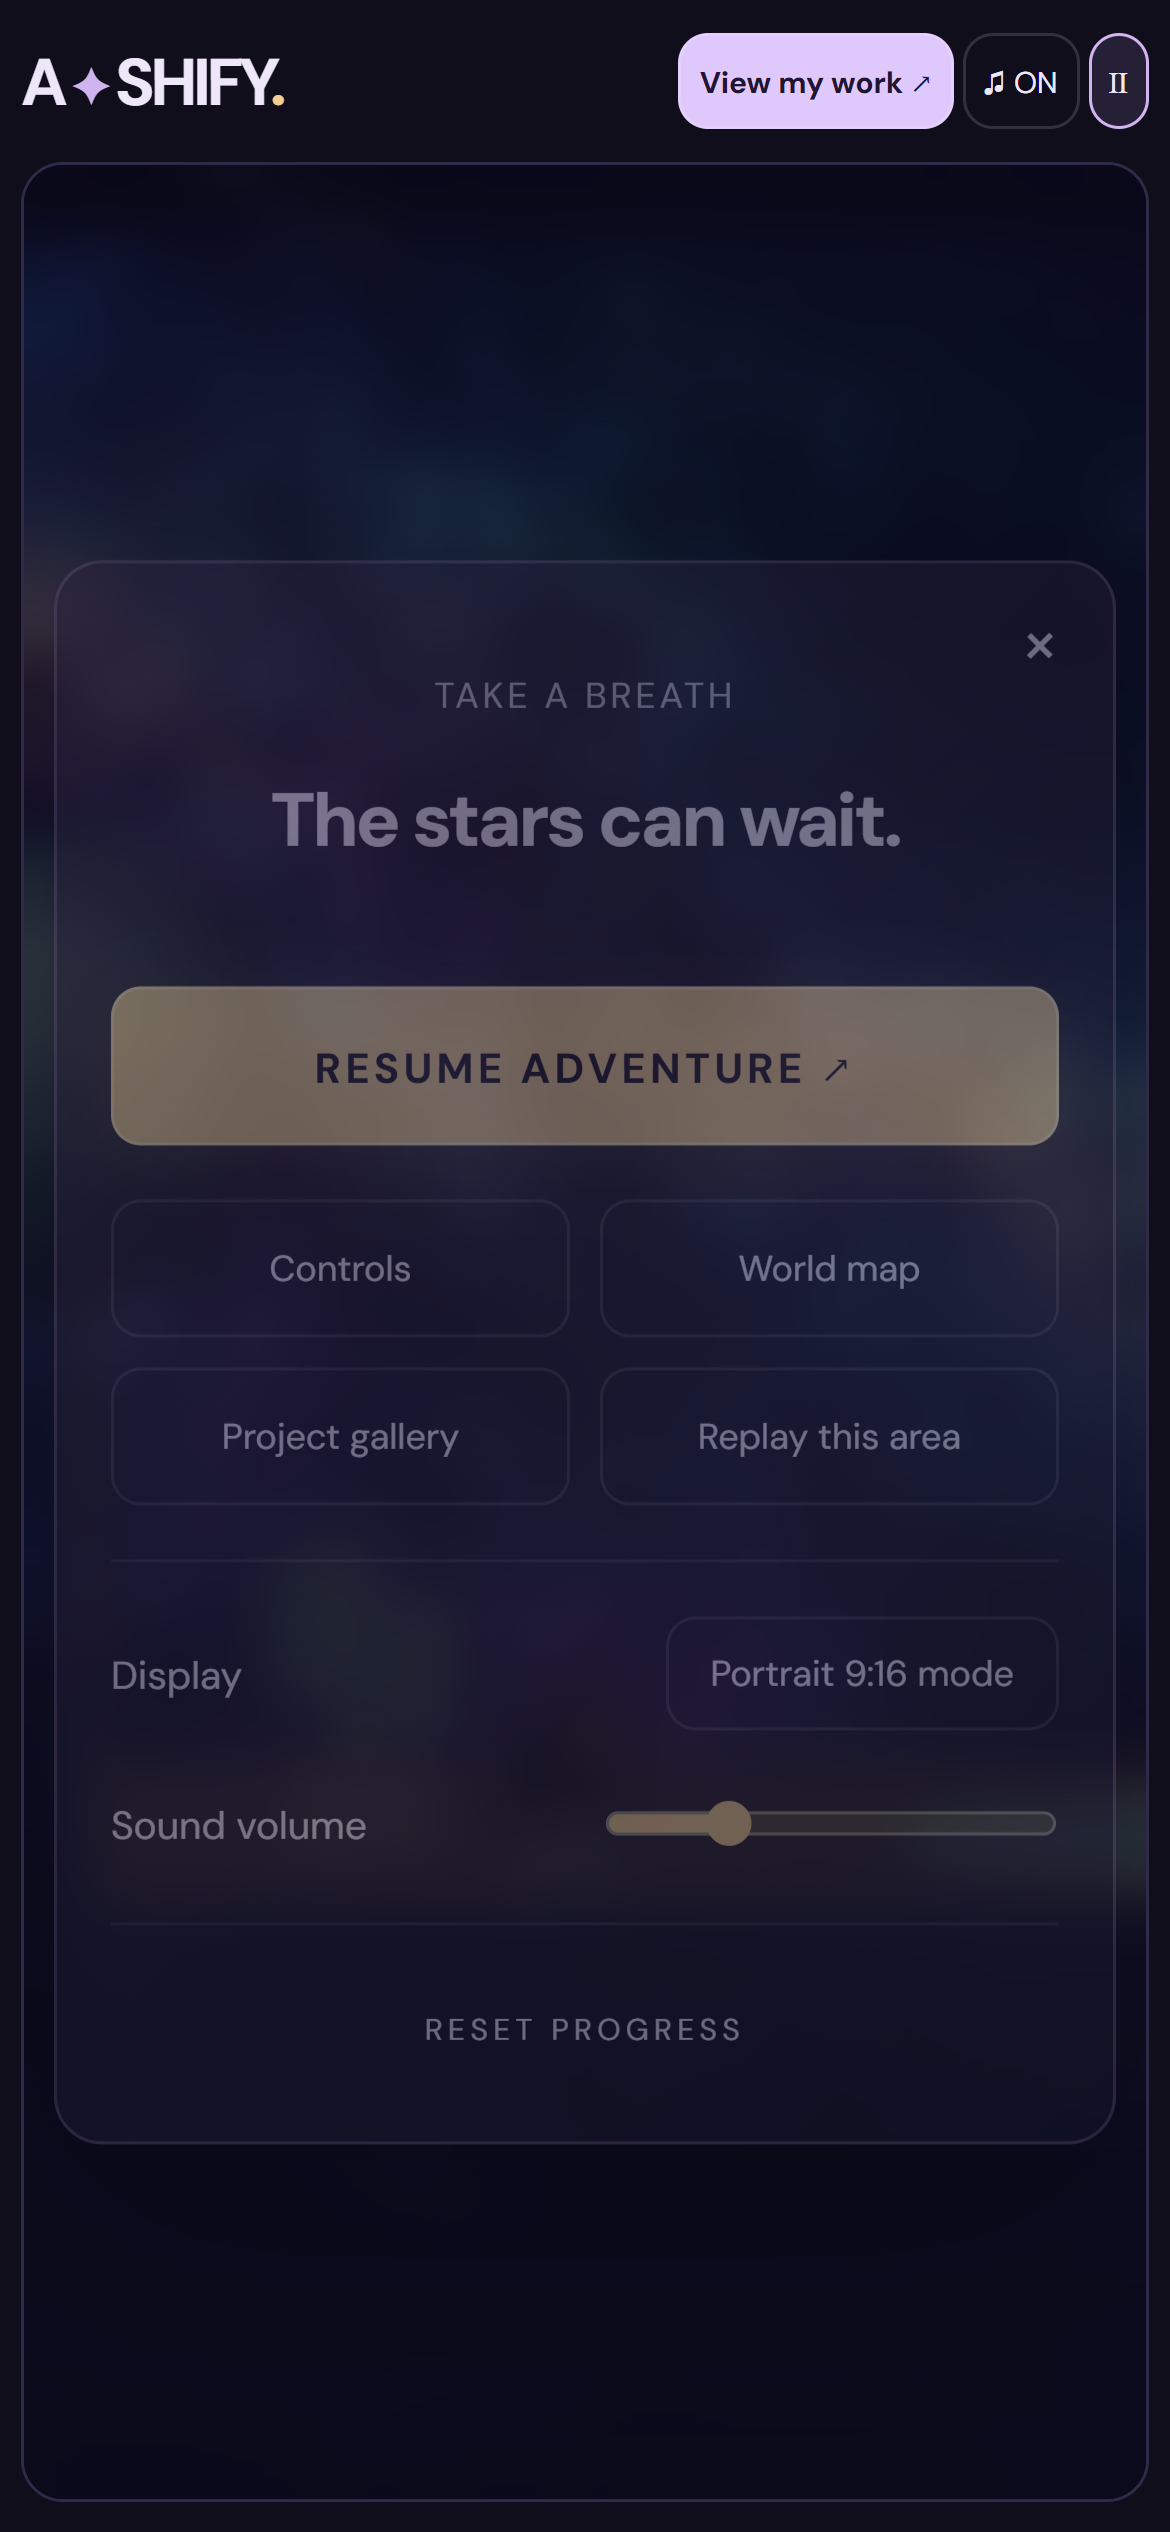 A✦SHIFY.
View my work ↗
♫ ON
II
×
TAKE A BREATH
The stars can wait.
RESUME ADVENTURE ↗
Controls
World map
Project gallery
Replay this area
Display
Portrait 9:16 mode
Sound volume
RESET PROGRESS